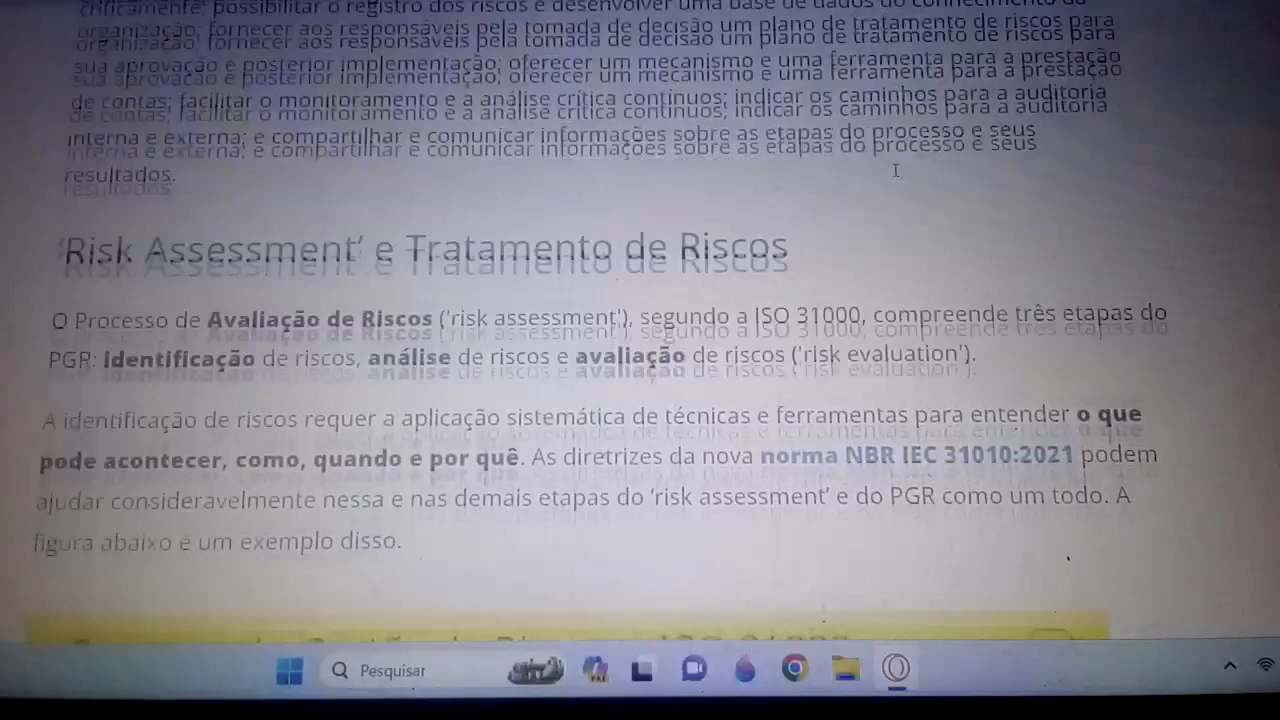 criticamente; possibilitar o registro dos riscos e desenvolver uma base de dados do conhecimento da
organização; fornecer aos responsáveis pela tomada de decisão um plano de tratamento de riscos para
sua aprovação e posterior implementação; oferecer um mecanismo e uma ferramenta para a prestação
de contas; facilitar o monitoramento e a análise crítica contínuos; indicar os caminhos para a auditoria
interna e externa; e compartilhar e comunicar informações sobre as etapas do processo e seus
resultados.
'Risk Assessment' e Tratamento de Riscos
O Processo de Avaliação de Riscos ('risk assessment'), segundo a ISO 31000, compreende três etapas do
PGR: identificação de riscos, análise de riscos e avaliação de riscos ('risk evaluation').
A identificação de riscos requer a aplicação sistemática de técnicas e ferramentas para entender o que
pode acontecer, como, quando e por quê. As diretrizes da nova norma NBR IEC 31010:2021 podem
ajudar consideravelmente nessa e nas demais etapas do 'risk assessment' e do PGR como um todo. A
figura abaixo é um exemplo disso.
Pesquisar